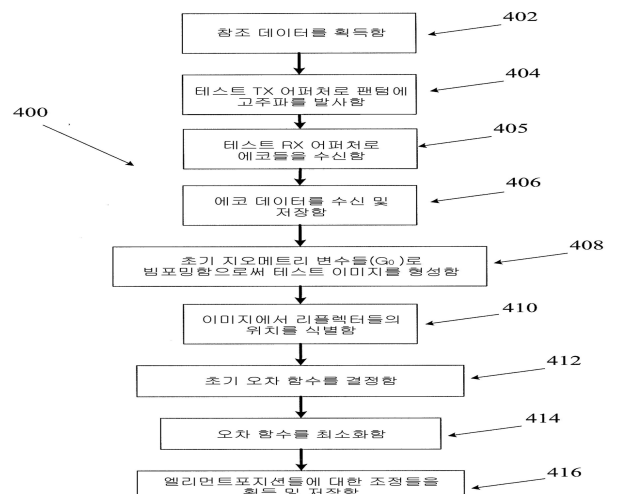 402
참조 데이터를 획득함
404
테스트 TX 어퍼처로 팬텀에
고주파를 발사함
400
405
테스트 RX 어퍼처로
에코들을 수신함
406
에코 데이터를 수신 및
저장함
408
초기 지오메트리 변수들(G₀)로
빔포밍함으로써 테스트 이미지를 형성함
410
이미지에서 리플렉터들의
위치를 식별함
412
초기 오차 함수를 결정함
414
오차 함수를 최소화함
416
엘리먼트포지션들에 대한 조정들을
획득 및 저장함